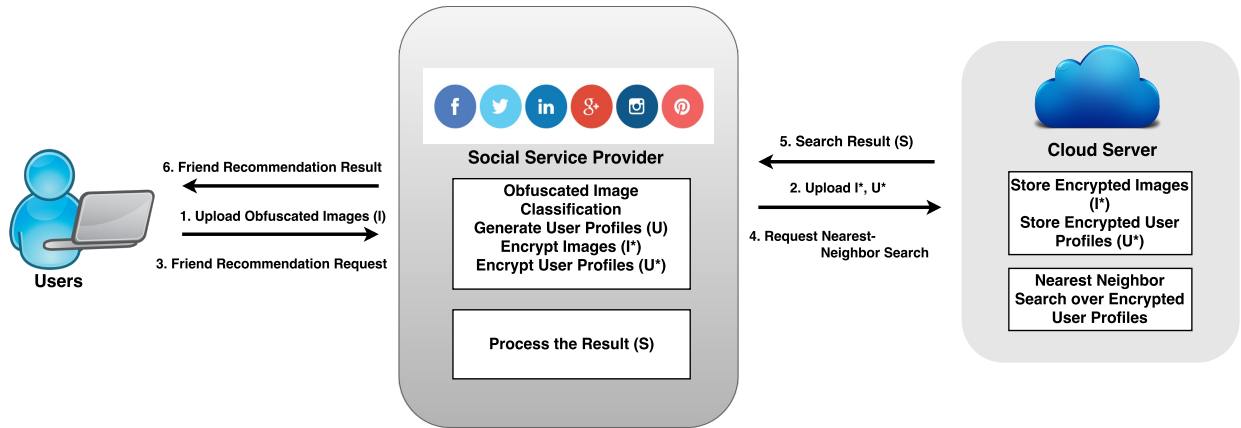 f
in
g+
Social Service Provider
Obfuscated Image
Classification
Generate User Profiles (U)
Encrypt Images (I*)
Encrypt User Profiles (U*)
Process the Result (S)
6. Friend Recommendation Result
1. Upload Obfuscated Images (I)
3. Friend Recommendation Request
Users
5. Search Result (S)
2. Upload I*, U*
4. Request Nearest-
Neighbor Search
Cloud Server
Store Encrypted Images
(I*)
Store Encrypted User
Profiles (U*)
Nearest Neighbor
Search over Encrypted
User Profiles